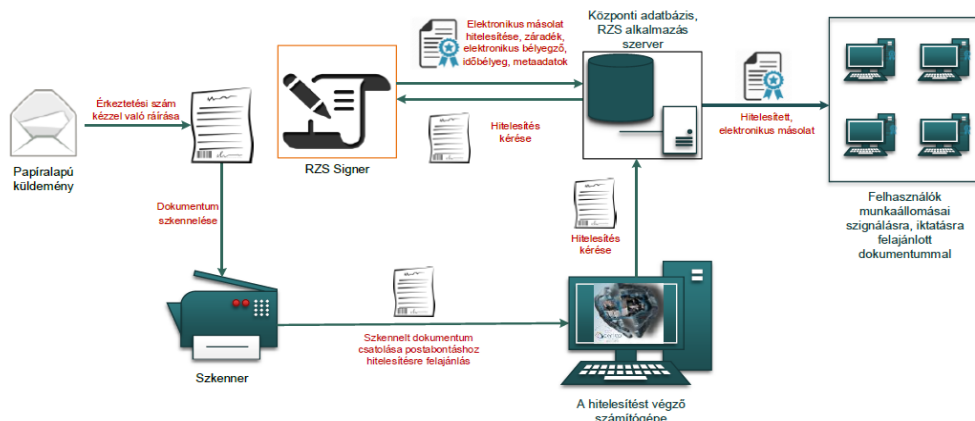 Elektronikus másolat
hitelesítése, záradék,
elektronikus bélyegző,
időbélyeg, metaadatok
Központi adatbázis,
RZS alkalmazás
szerver
Érkeztetési szám
kézzel való ráírása
Papíralapú
küldemény
RZS Signer
Hitelesítés
kérése
Hitelesített,
elektronikus másolat
Felhasználók
munkaállomásai
szignálásra, iktatásra
felajánlott
dokumentummal
Dokumentum
szkennelése
Hitelesítés
kérése
Szkennelt dokumentum
csatolása postabontáshoz
hitelesítésre felajánlás
Szkenner
A hitelesítést végző
számítógépe